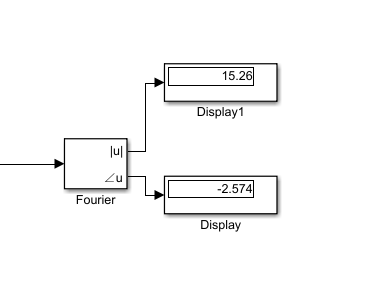 15.26
Display1
|u|
∠u
Fourier
-2.574
Display